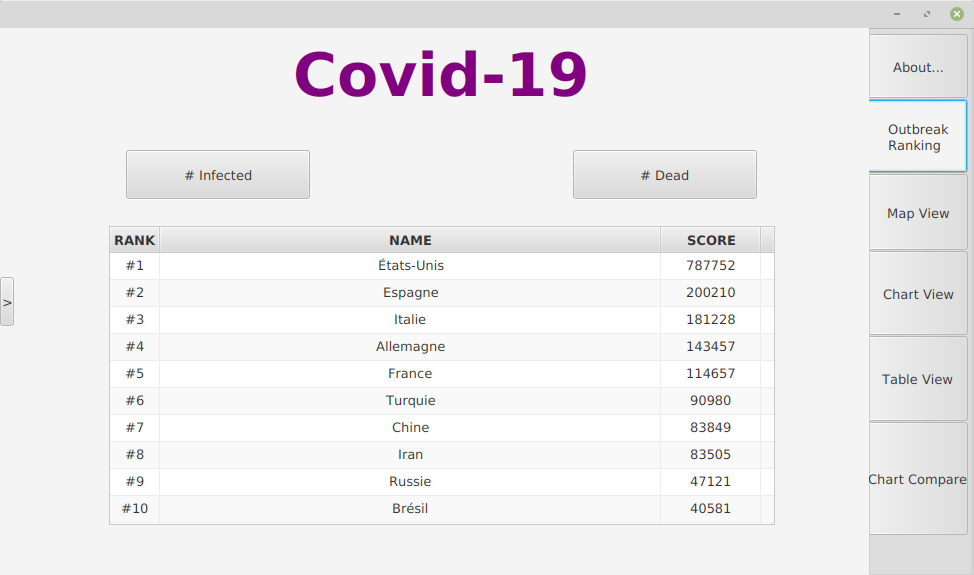 Covid-19
# Infected # Dead
RANK NAME SCORE
#1 États-Unis 787752
#2 Espagne 200210
#3 Italie 181228
#4 Allemagne 143457
#5 France 114657
#6 Turquie 90980
#7 Chine 83849
#8 Iran 83505
#9 Russie 47121
#10 Brésil 40581
>
About...
Outbreak
Ranking
Map View
Chart View
Table View
Chart Compare